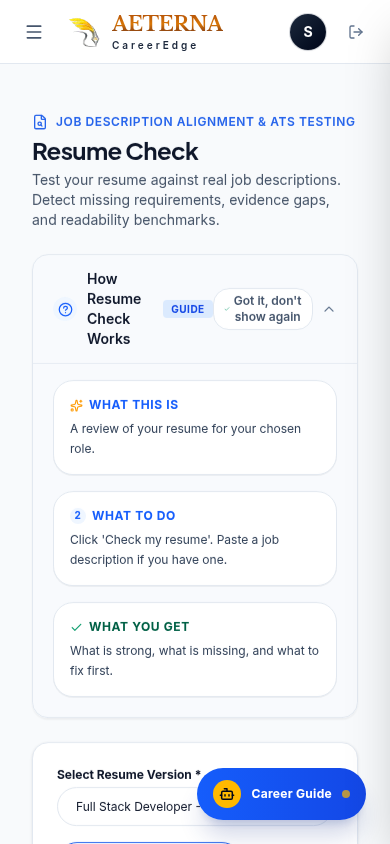 AETERNA
CareerEdge
S
JOB DESCRIPTION ALIGNMENT & ATS TESTING
Resume Check
Test your resume against real job descriptions.
Detect missing requirements, evidence gaps,
and readability benchmarks.
How
Resume
Check
Works
GUIDE
Got it, don't
show again
WHAT THIS IS
A review of your resume for your chosen
role.
2 WHAT TO DO
Click 'Check my resume'. Paste a job
description if you have one.
WHAT YOU GET
What is strong, what is missing, and what to
fix first.
Select Resume Version *
Full Stack Developer -
Career Guide